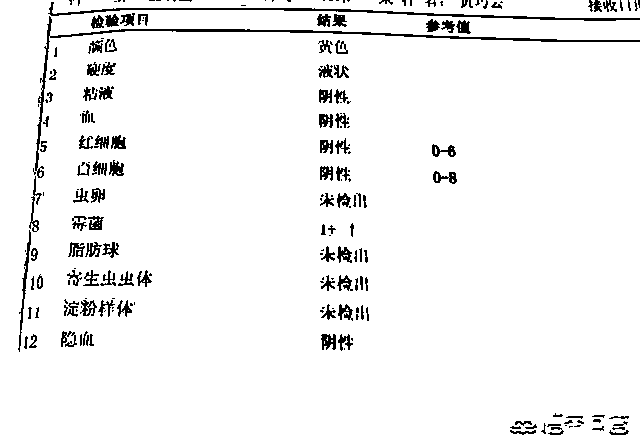 检验项目 结果 参考值
1 颜色 黄色
2 硬度 液状
3 粘液 阴性
4 血 阴性
5 红细胞 阴性 0-6
6 白细胞 阴性 0-8
7 虫卵 未检出
8 霉菌 1+ ↑
9 脂肪球 未检出
10 寄生虫虫体 未检出
11 淀粉样体 未检出
12 隐血 阴性